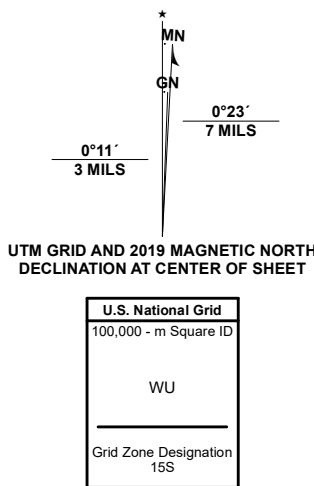 ★
MN
GN
0°23´
7 MILS
0°11´
3 MILS
UTM GRID AND 2019 MAGNETIC NORTH
DECLINATION AT CENTER OF SHEET
U.S. National Grid
100,000 - m Square ID
WU
Grid Zone Designation
15S